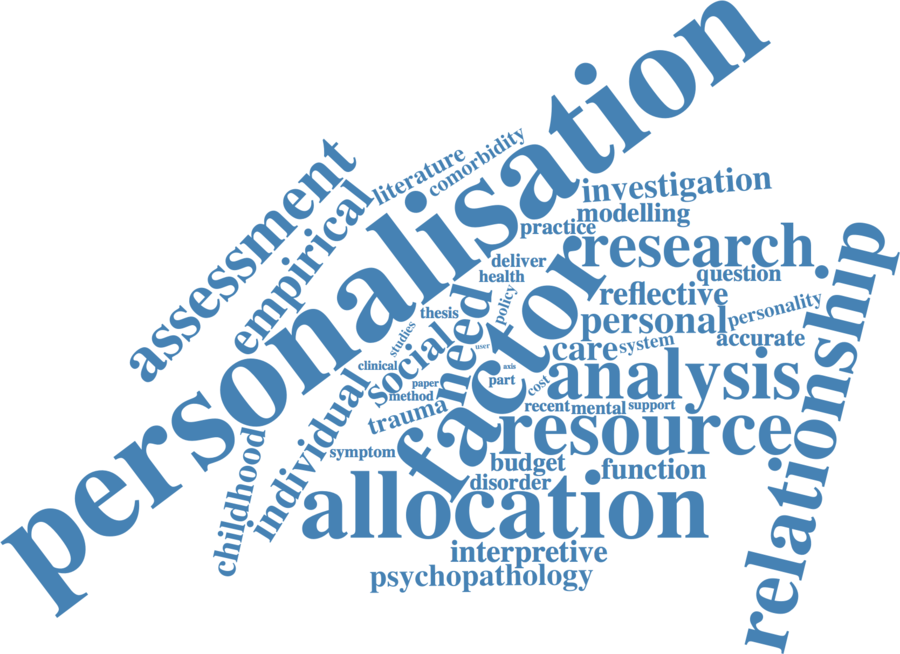 personalisation
assessment
empirical
literature
comorbidity
investigation
modelling
practice
research
deliver
health
question
reflective
policy
thesis
need
factor
personal
personality
accurate
studies
social
user
care
system
clinical
axis
analysis
part
paper
cost
method
individual
trauma
recent
mental
support
resource
relationship
symptom
budget
function
childhood
disorder
allocation
interpretive
psychopathology